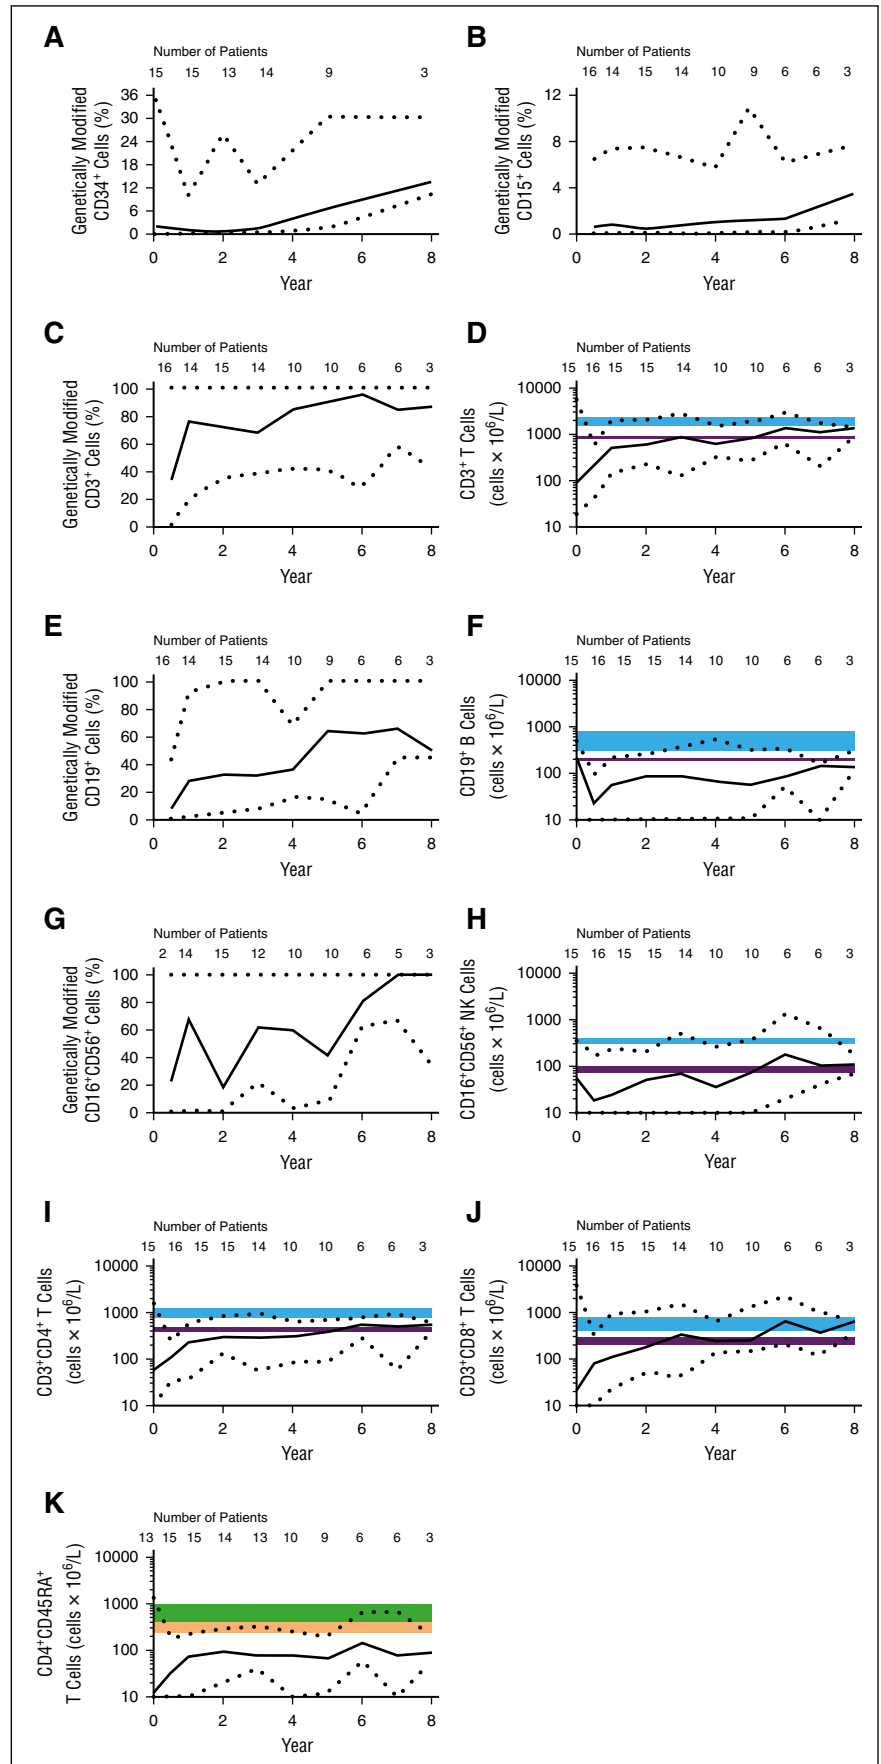 A
Number of Patients
15 15 13 14 9 3
Genetically Modified
CD34+ Cells (%)
36
30
24
18
12
6
0
0 2 4 6 8
Year
B
Number of Patients
16 14 15 14 10 9 6 6 3
Genetically Modified
CD15+ Cells (%)
12
8
4
0
0 2 4 6 8
Year
C
Number of Patients
16 14 15 14 10 10 6 6 3
Genetically Modified
CD3+ Cells (%)
100
80
60
40
20
0
0 2 4 6 8
Year
D
Number of Patients
15 16 15 15 14 10 10 6 6 3
CD3+ T Cells
(cells × 10^6/L)
10000
1000
100
10
0 2 4 6 8
Year
E
Number of Patients
16 14 15 14 10 9 6 6 3
Genetically Modified
CD19+ Cells (%)
100
80
60
40
20
0
0 2 4 6 8
Year
F
Number of Patients
15 16 15 15 14 10 10 6 6 3
CD19+ B Cells
(cells × 10^6/L)
10000
1000
100
10
0 2 4 6 8
Year
G
Number of Patients
2 14 15 12 10 10 6 5 3
Genetically Modified
CD16+CD56+ Cells (%)
100
80
60
40
20
0
0 2 4 6 8
Year
H
Number of Patients
15 16 15 15 14 10 10 6 6 3
CD16+CD56+ NK Cells
(cells × 10^6/L)
10000
1000
100
10
0 2 4 6 8
Year
I
Number of Patients
15 16 15 15 14 10 10 6 6 3
CD3+CD4+ T Cells
(cells × 10^6/L)
10000
1000
100
10
0 2 4 6 8
Year
J
Number of Patients
15 16 15 15 14 10 10 6 6 3
CD3+CD8+ T Cells
(cells × 10^6/L)
10000
1000
100
10
0 2 4 6 8
Year
K
Number of Patients
13 15 15 14 13 10 9 6 6 3
CD4+CD45RA+
T Cells (cells × 10^6/L)
10000
1000
100
10
0 2 4 6 8
Year